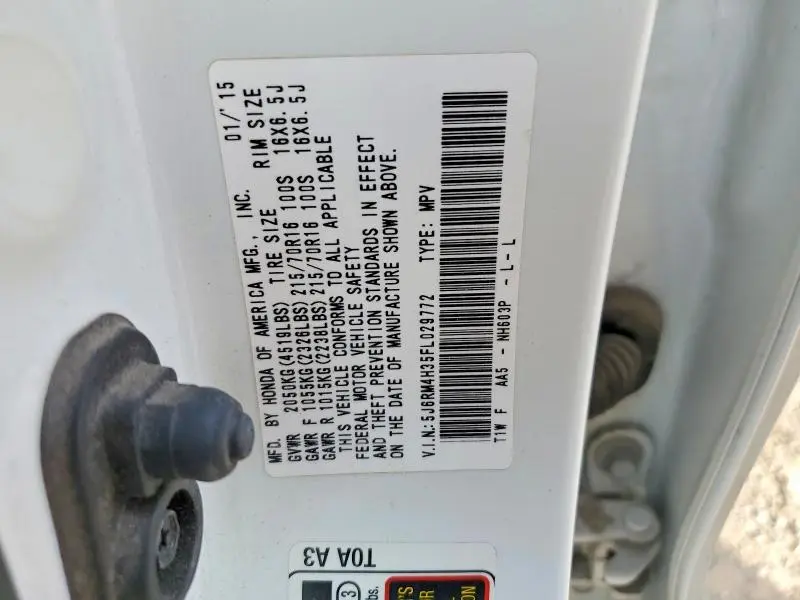 MFD. BY HONDA OF AMERICA MFG., INC. 01/'15
GVWR 2050KG(4519LBS) TIRE SIZE RIM SIZE
GAWR F 1055KG(2326LBS) 215/70R16 100S 16X6.5J
GAWR R 1015KG(2238LBS) 215/70R16 100S 16X6.5J
THIS VEHICLE CONFORMS TO ALL APPLICABLE
FEDERAL MOTOR VEHICLE SAFETY
AND THEFT PREVENTION STANDARDS IN EFFECT
ON THE DATE OF MANUFACTURE SHOWN ABOVE.
V.I.N.: 5J6RM4H35FL029772 TYPE: MPV
T1W F AA5 - NH603P - L - L
T0A A3
3
bs.